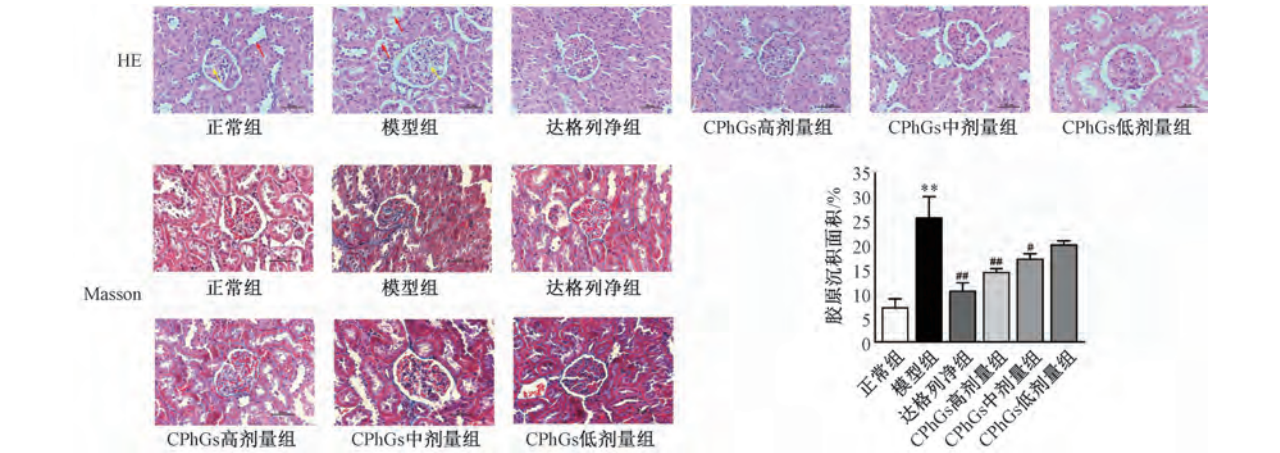 HE
正常组
模型组
达格列净组
CPhGs高剂量组
CPhGs中剂量组
CPhGs低剂量组
Masson
正常组
模型组
达格列净组
CPhGs高剂量组
CPhGs中剂量组
CPhGs低剂量组
胶原沉积面积/%
35
30
25
20
15
10
5
0
**
##
##
#
正常组
模型组
达格列净组
CPhGs高剂量组
CPhGs中剂量组
CPhGs低剂量组